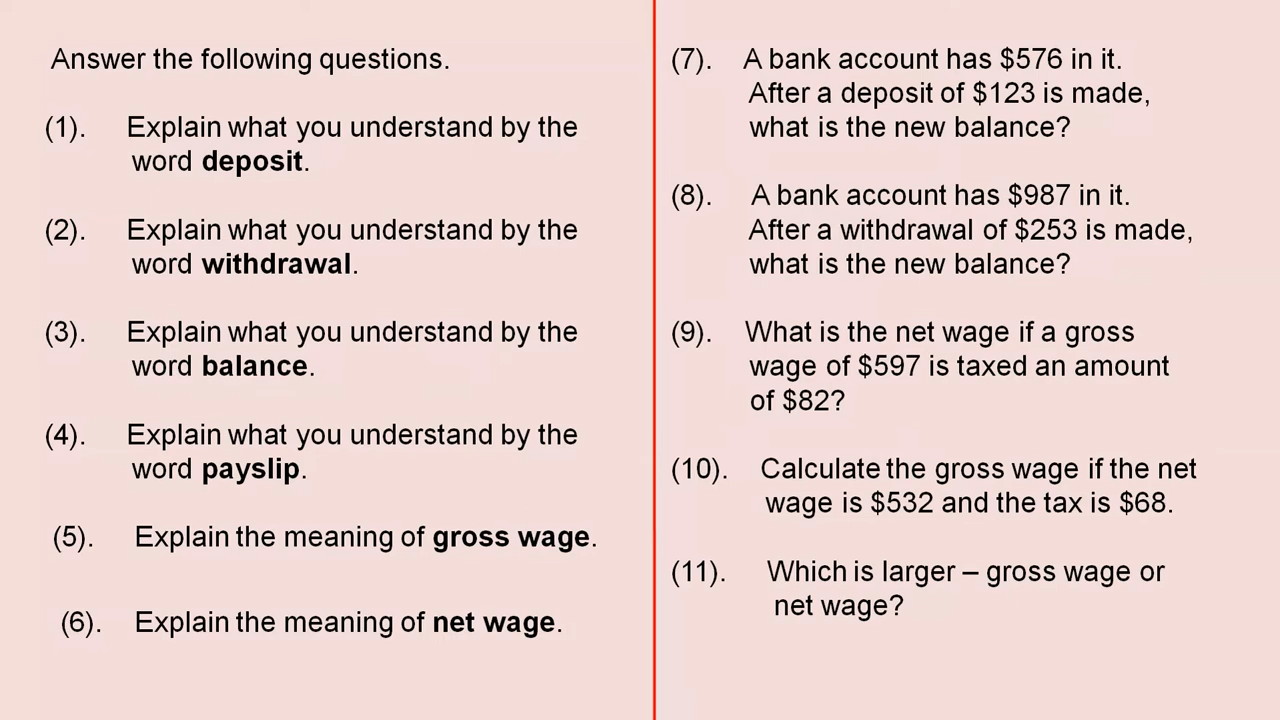 Answer the following questions.
(1). Explain what you understand by the
word deposit.
(2). Explain what you understand by the
word withdrawal.
(3). Explain what you understand by the
word balance.
(4). Explain what you understand by the
word payslip.
(5). Explain the meaning of gross wage.
(6). Explain the meaning of net wage.
(7). A bank account has $576 in it.
After a deposit of $123 is made,
what is the new balance?
(8). A bank account has $987 in it.
After a withdrawal of $253 is made,
what is the new balance?
(9). What is the net wage if a gross
wage of $597 is taxed an amount
of $82?
(10). Calculate the gross wage if the net
wage is $532 and the tax is $68.
(11). Which is larger – gross wage or
net wage?